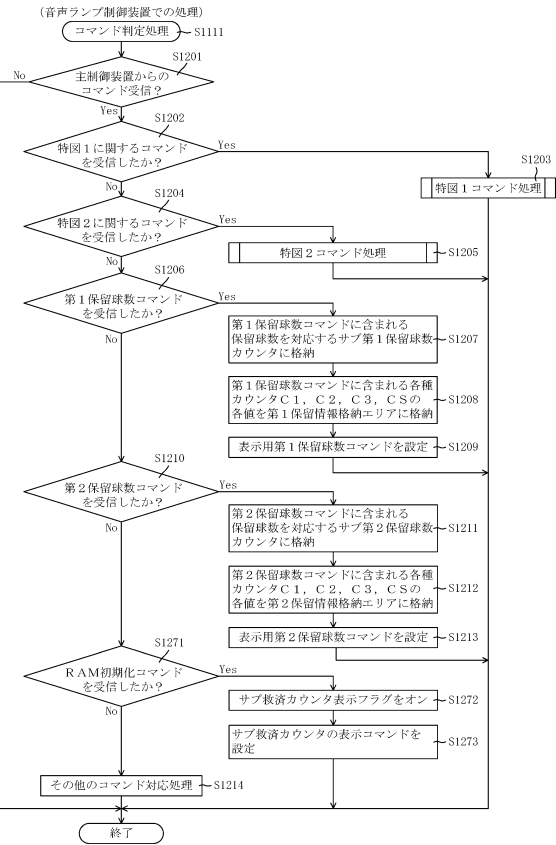 （音声ランプ制御装置での処理）
コマンド判定処理
S1111
S1201
主制御装置からの
コマンド受信？
No
Yes
S1202
特図１に関するコマンド
を受信したか？
Yes
No
S1203
特図１コマンド処理
S1204
特図２に関するコマンド
を受信したか？
Yes
No
特図２コマンド処理
S1205
S1206
第１保留球数コマンド
を受信したか？
Yes
No
第１保留球数コマンドに含まれる
保留球数を対応するサブ第１保留球数
カウンタに格納
S1207
第１保留球数コマンドに含まれる各種
カウンタＣ１，Ｃ２，Ｃ３，ＣＳの
各値を第１保留情報格納エリアに格納
S1208
表示用第１保留球数コマンドを設定
S1209
S1210
第２保留球数コマンド
を受信したか？
Yes
No
第２保留球数コマンドに含まれる
保留球数を対応するサブ第２保留球数
カウンタに格納
S1211
第２保留球数コマンドに含まれる各種
カウンタＣ１，Ｃ２，Ｃ３，ＣＳの
各値を第２保留情報格納エリアに格納
S1212
表示用第２保留球数コマンドを設定
S1213
S1271
ＲＡＭ初期化コマンド
を受信したか？
Yes
No
サブ救済カウンタ表示フラグをオン
S1272
サブ救済カウンタの表示コマンドを
設定
S1273
その他のコマンド対応処理
S1214
終了